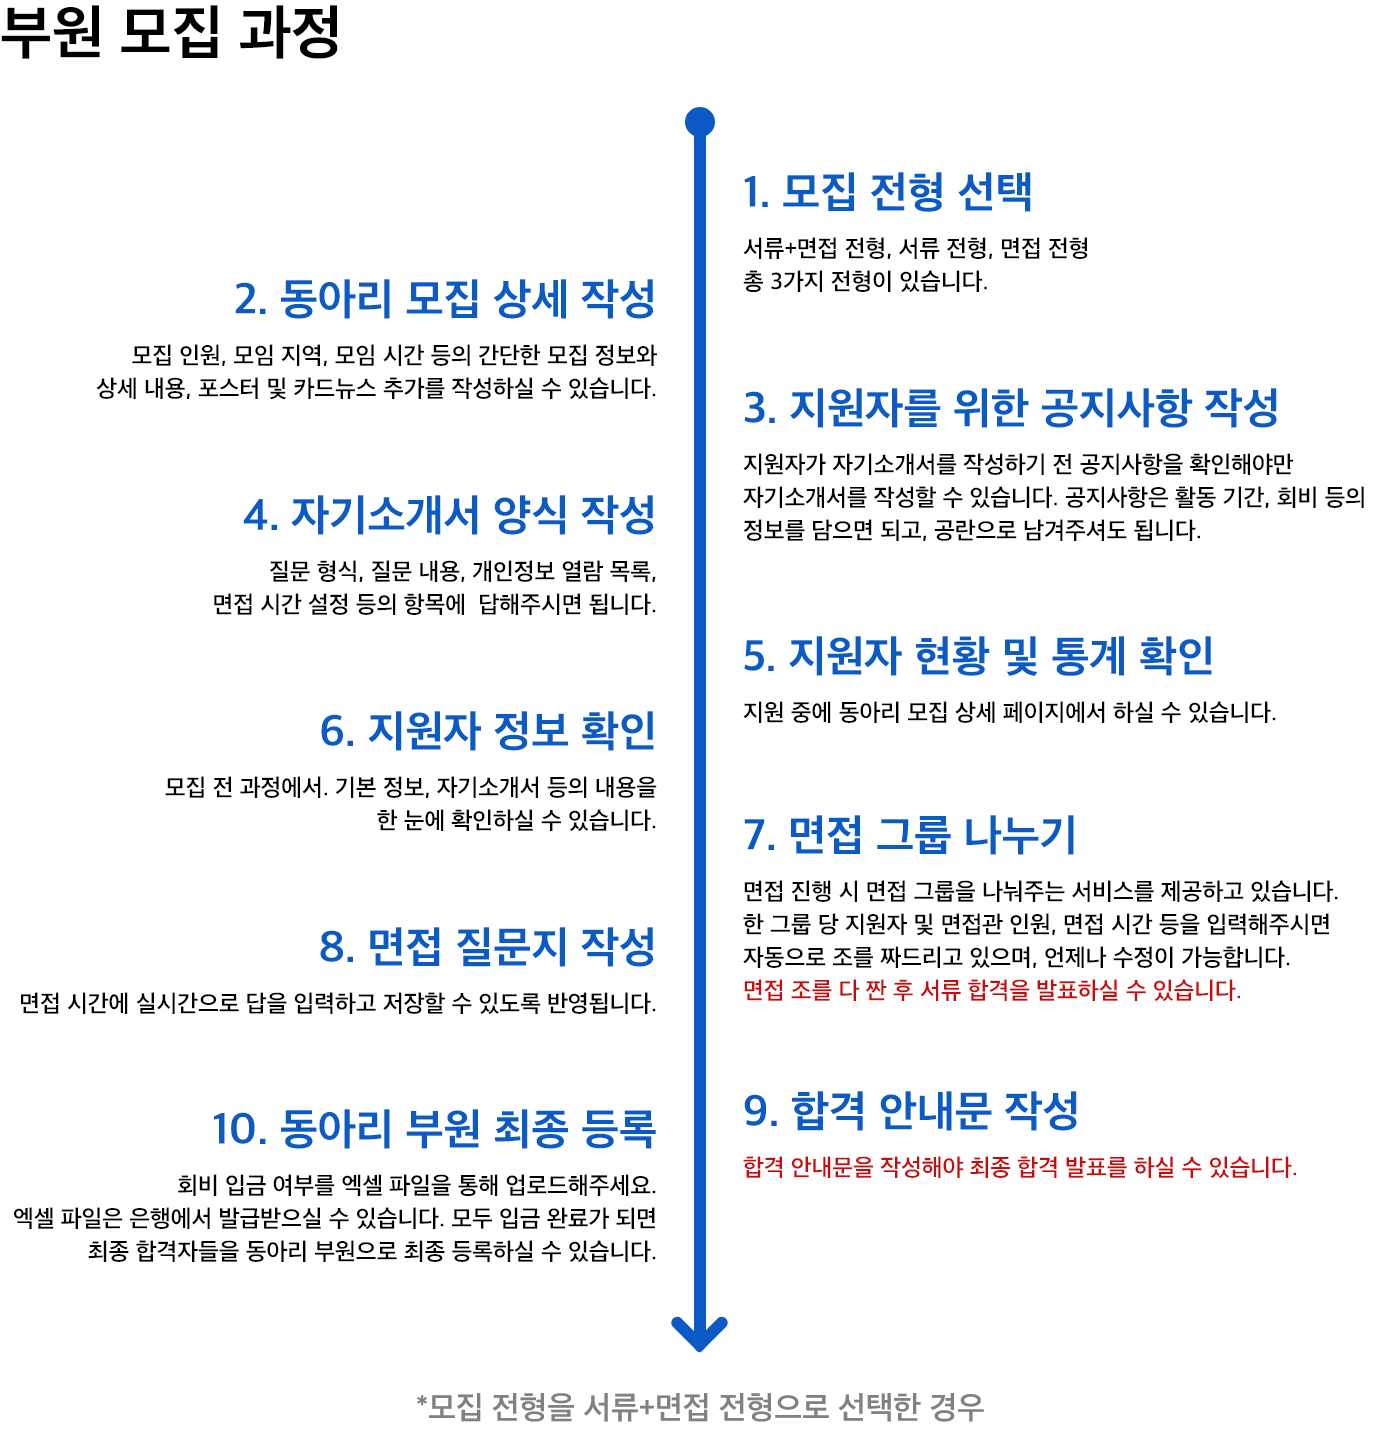 부원 모집 과정
1. 모집 전형 선택
서류+면접 전형, 서류 전형, 면접 전형
총 3가지 전형이 있습니다.
2. 동아리 모집 상세 작성
모집 인원, 모임 지역, 모임 시간 등의 간단한 모집 정보와
상세 내용, 포스터 및 카드뉴스 추가를 작성하실 수 있습니다.
3. 지원자를 위한 공지사항 작성
지원자가 자기소개서를 작성하기 전 공지사항을 확인해야만
자기소개서를 작성할 수 있습니다. 공지사항은 활동 기간, 회비 등의
정보를 담으면 되고, 공란으로 남겨주셔도 됩니다.
4. 자기소개서 양식 작성
질문 형식, 질문 내용, 개인정보 열람 목록,
면접 시간 설정 등의 항목에  답해주시면 됩니다.
5. 지원자 현황 및 통계 확인
지원 중에 동아리 모집 상세 페이지에서 하실 수 있습니다.
6. 지원자 정보 확인
모집 전 과정에서. 기본 정보, 자기소개서 등의 내용을
한 눈에 확인하실 수 있습니다.
7. 면접 그룹 나누기
면접 진행 시 면접 그룹을 나눠주는 서비스를 제공하고 있습니다.
한 그룹 당 지원자 및 면접관 인원, 면접 시간 등을 입력해주시면
자동으로 조를 짜드리고 있으며, 언제나 수정이 가능합니다.
면접 조를 다 짠 후 서류 합격을 발표하실 수 있습니다.
8. 면접 질문지 작성
면접 시간에 실시간으로 답을 입력하고 저장할 수 있도록 반영됩니다.
9. 합격 안내문 작성
합격 안내문을 작성해야 최종 합격 발표를 하실 수 있습니다.
10. 동아리 부원 최종 등록
회비 입금 여부를 엑셀 파일을 통해 업로드해주세요.
엑셀 파일은 은행에서 발급받으실 수 있습니다. 모두 입금 완료가 되면
최종 합격자들을 동아리 부원으로 최종 등록하실 수 있습니다.
*모집 전형을 서류+면접 전형으로 선택한 경우